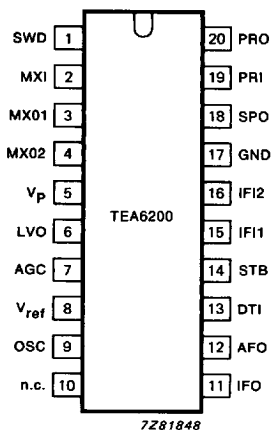 SWD 1 20 PRO
MXI 2 19 PRI
MX01 3 18 SPO
MX02 4 17 GND
Vp 5 16 IFI2
TEA6200
LVO 6 15 IFI1
AGC 7 14 STB
Vref 8 13 DTI
OSC 9 12 AFO
n.c. 10 11 IFO
7Z81848